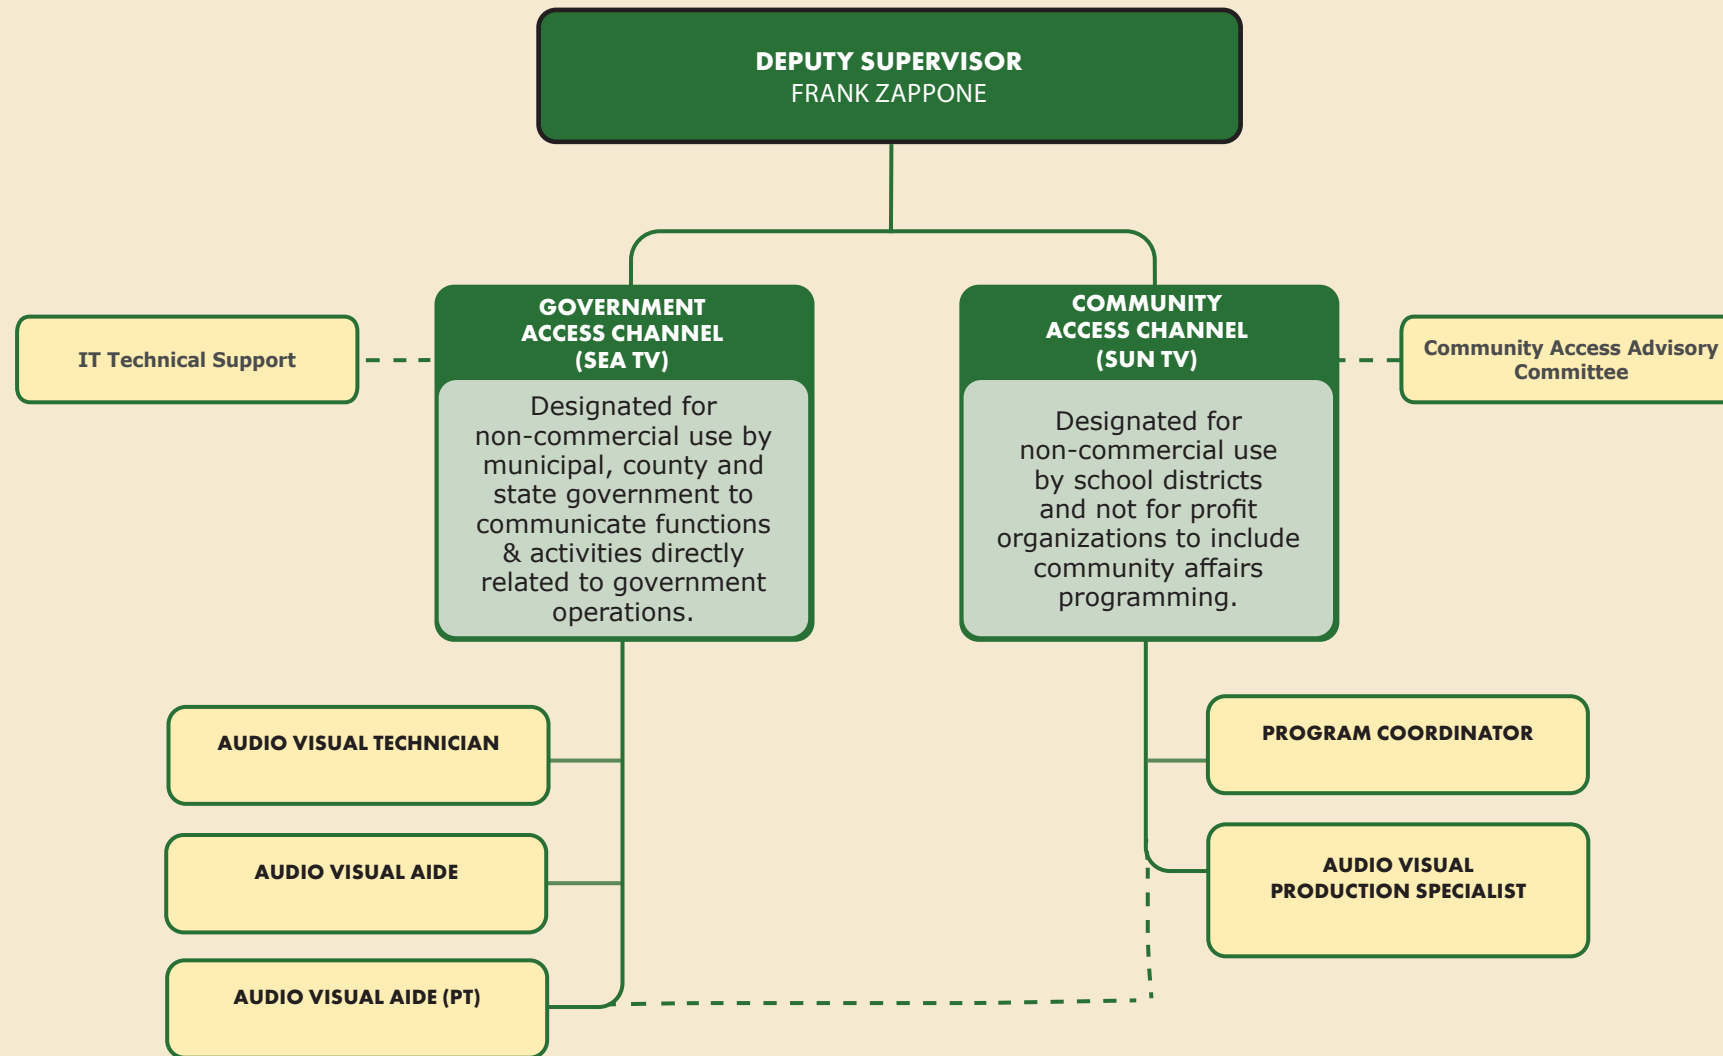 DEPUTY SUPERVISOR
FRANK ZAPPONE
GOVERNMENT
ACCESS CHANNEL
(SEA TV)
COMMUNITY
ACCESS CHANNEL
(SUN TV)
IT Technical Support
Community Access Advisory
Committee
Designated for
non-commercial use by
municipal, county and
state government to
communicate functions
& activities directly
related to government
operations.
Designated for
non-commercial use
by school districts
and not for profit
organizations to include
community affairs
programming.
AUDIO VISUAL TECHNICIAN
AUDIO VISUAL AIDE
AUDIO VISUAL AIDE (PT)
PROGRAM COORDINATOR
AUDIO VISUAL
PRODUCTION SPECIALIST